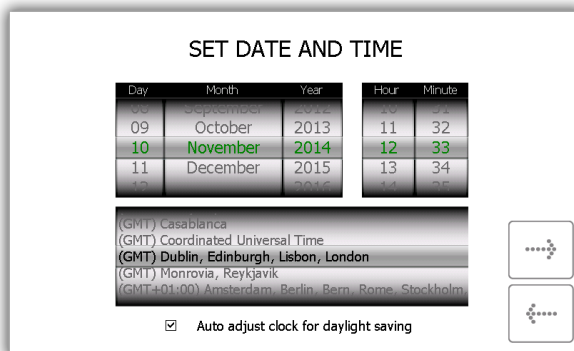 SET DATE AND TIME
Day Month Year Hour Minute
September 2012
09 October 2013 11 32
10 November 2014 12 33
11 December 2015 13 34
2016
(GMT) Casablanca
(GMT) Coordinated Universal Time
(GMT) Dublin, Edinburgh, Lisbon, London
(GMT) Monrovia, Reykjavik
(GMT+01:00) Amsterdam, Berlin, Bern, Rome, Stockholm,
Auto adjust clock for daylight saving